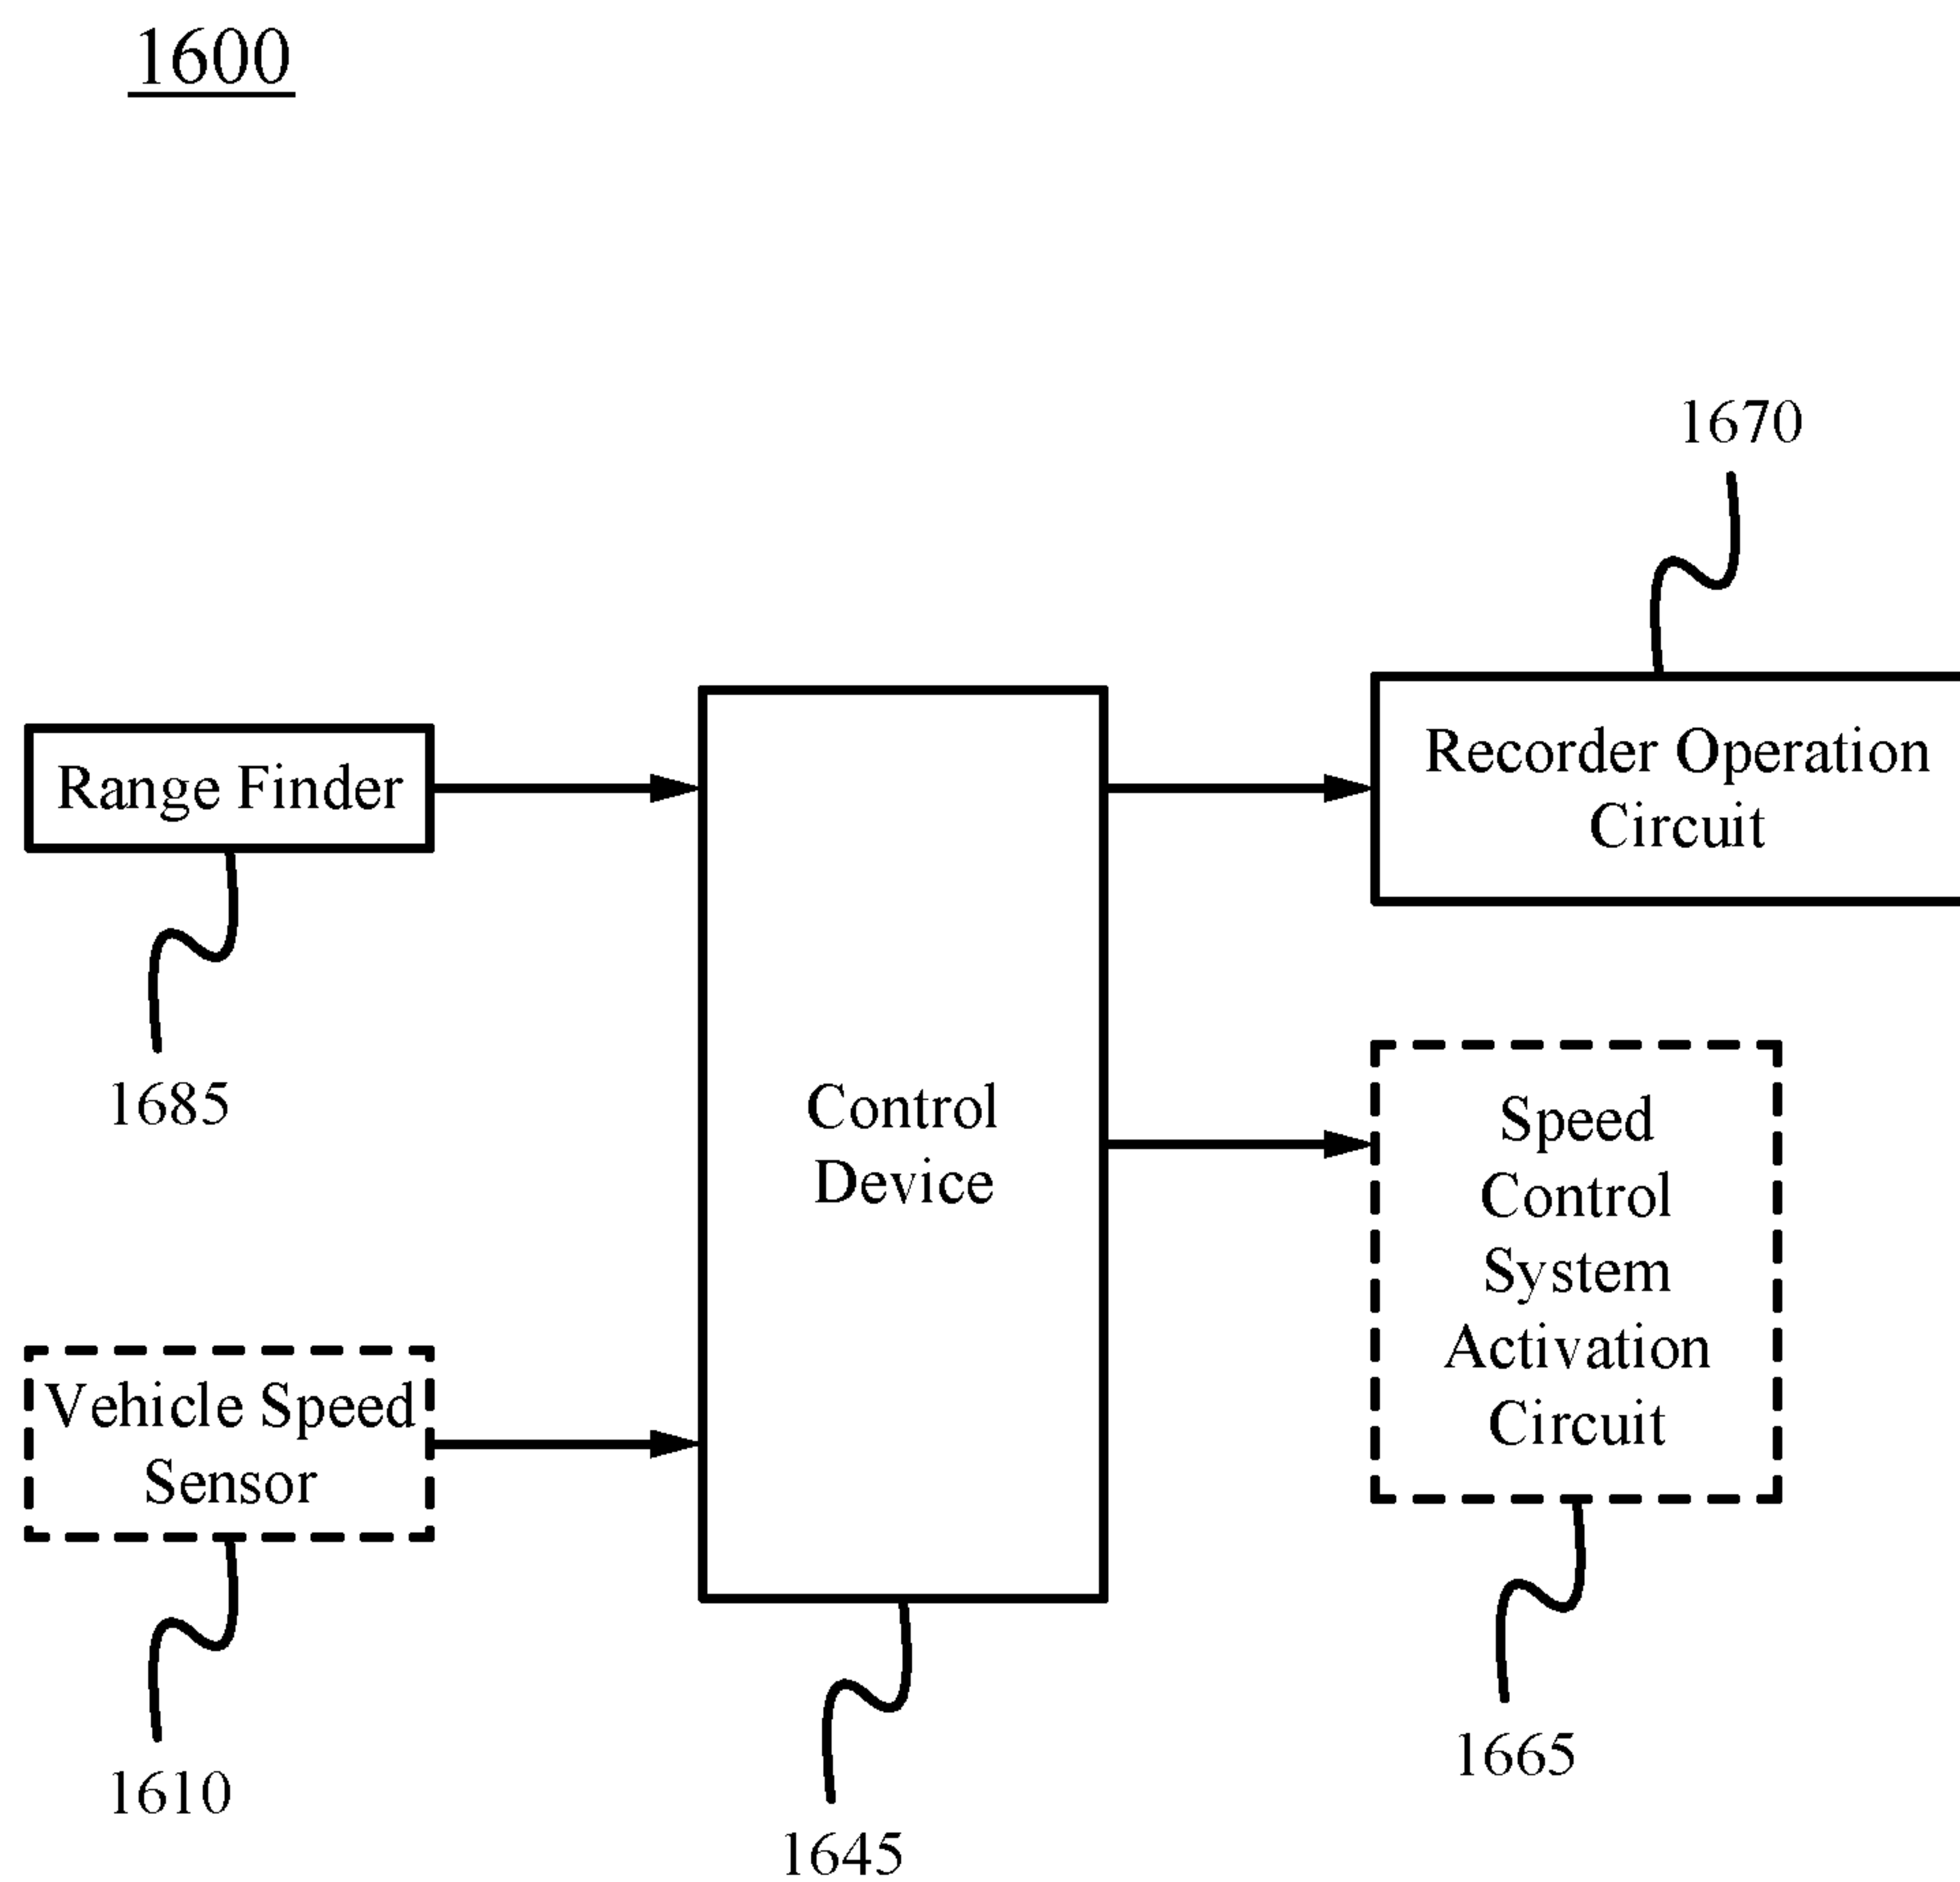 1600
1670
Recorder Operation
Circuit
Range Finder
1685
Control
Device
Speed
Control
System
Activation
Circuit
Vehicle Speed
Sensor
1610
1645
1665